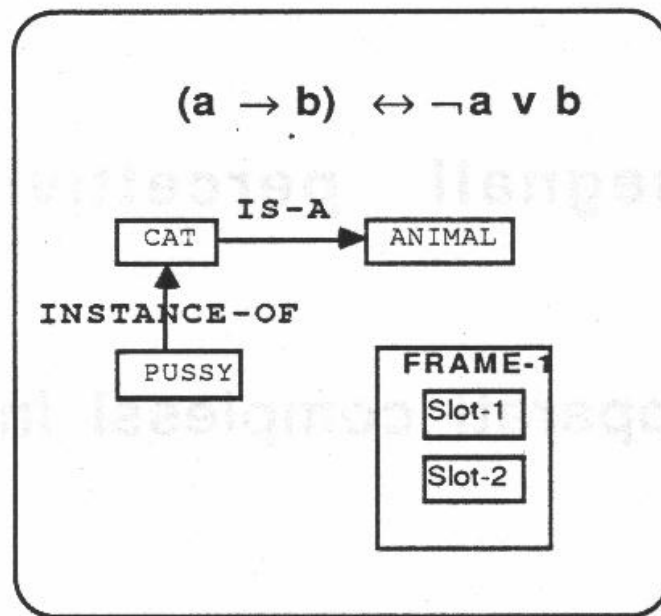 (a → b) ↔ ¬a v b
IS-A
CAT
ANIMAL
INSTANCE-OF
PUSSY
FRAME-1
Slot-1
Slot-2